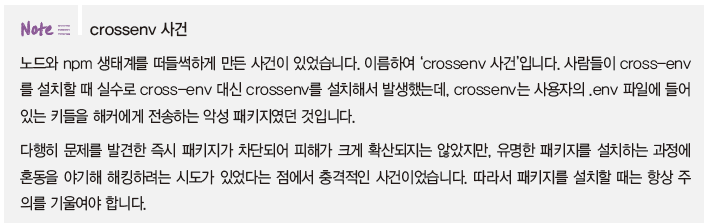 Note crossenv 사건
노드와 npm 생태계를 떠들썩하게 만든 사건이 있었습니다. 이름하여 ‘crossenv 사건’입니다. 사람들이 cross-env
를 설치할 때 실수로 cross-env 대신 crossenv를 설치해서 발생했는데, crossenv는 사용자의 .env 파일에 들어
있는 키들을 해커에게 전송하는 악성 패키지였던 것입니다.
다행히 문제를 발견한 즉시 패키지가 차단되어 피해가 크게 확산되지는 않았지만, 유명한 패키지를 설치하는 과정에
혼동을 야기해 해킹하려는 시도가 있었다는 점에서 충격적인 사건이었습니다. 따라서 패키지를 설치할 때는 항상 주
의를 기울여야 합니다.